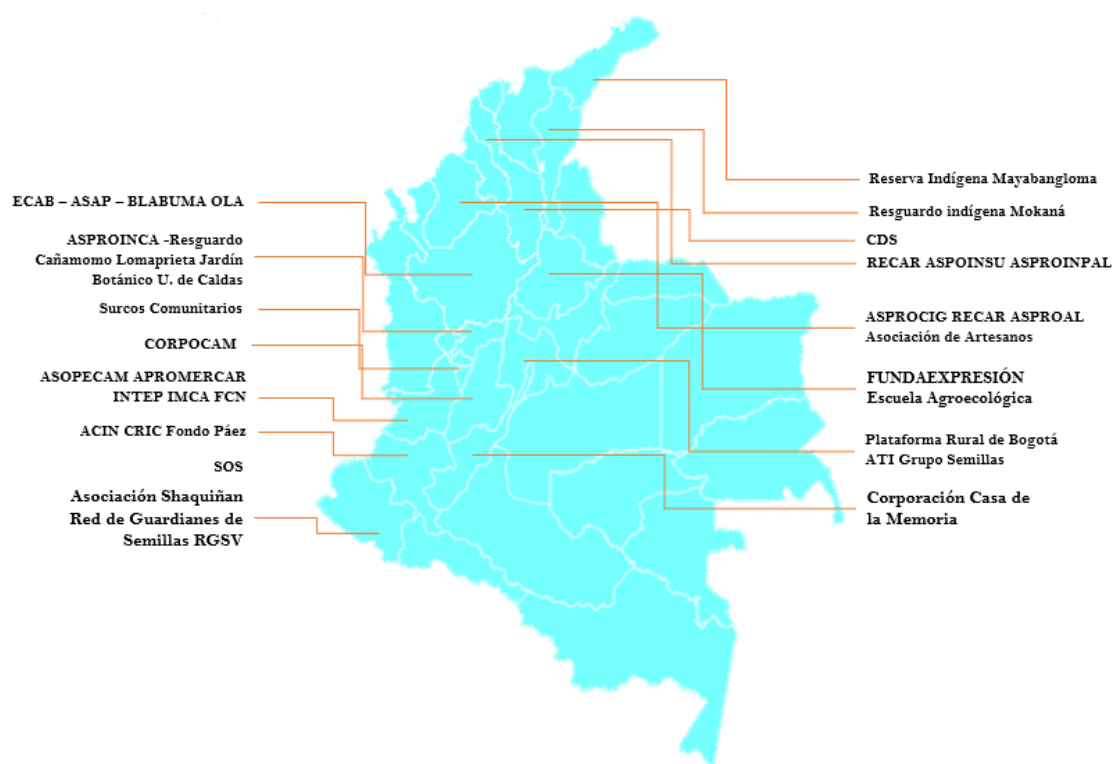 ECAB – ASAP – BLABUMA OLA
ASPROINCA -Resguardo
Cañamomo Lomaprieta Jardín
Botánico U. de Caldas
Surcos Comunitarios
CORPOCAM
ASOPECAM APROMERCAR
INTEP IMCA FCN
ACIN CRIC Fondo Páez
SOS
Asociación Shaquiñan
Red de Guardianes de
Semillas RGSV
Reserva Indígena Mayabangloma
Resguardo indígena Mokaná
CDS
RECAR ASPOINSU ASPROINPAL
ASPROCIG RECAR ASPROAL
Asociación de Artesanos
FUNDAEXPRESIÓN
Escuela Agroecológica
Plataforma Rural de Bogotá
ATI Grupo Semillas
Corporación Casa de
la Memoria